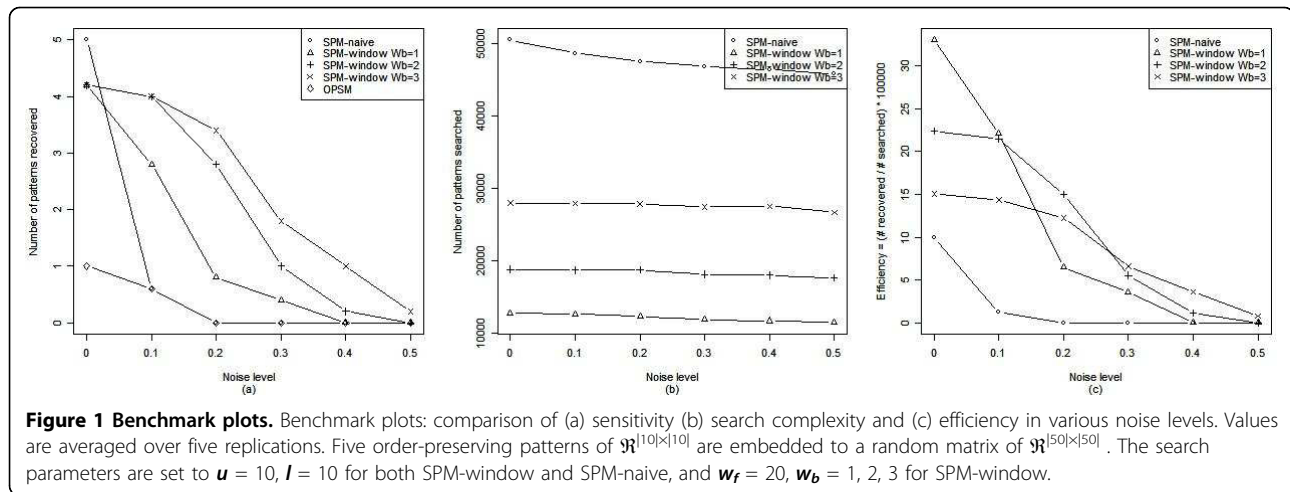 SPM-naive
SPM-window Wb=1
SPM-window Wb=2
SPM-window Wb=3
OPSM
Number of patterns recovered
5
4
3
2
1
0
0 0.1 0.2 0.3 0.4 0.5
Noise level
(a)
SPM-naive
SPM-window Wb=1
SPM-window Wb=2
SPM-window Wb=3
Number of patterns searched
50000
40000
30000
20000
10000
0 0.1 0.2 0.3 0.4 0.5
Noise level
(b)
SPM-naive
SPM-window Wb=1
SPM-window Wb=2
SPM-window Wb=3
Efficiency = (# recovered / # searched) * 100000
30
25
20
15
10
5
0
0 0.1 0.2 0.3 0.4 0.5
Noise level
(c)
Figure 1 Benchmark plots. Benchmark plots: comparison of (a) sensitivity (b) search complexity and (c) efficiency in various noise levels. Values
are averaged over five replications. Five order-preserving patterns of ℜ^|10|×|10| are embedded to a random matrix of ℜ^|50|×|50| . The search
parameters are set to u = 10, l = 10 for both SPM-window and SPM-naive, and w_f = 20, w_b = 1, 2, 3 for SPM-window.